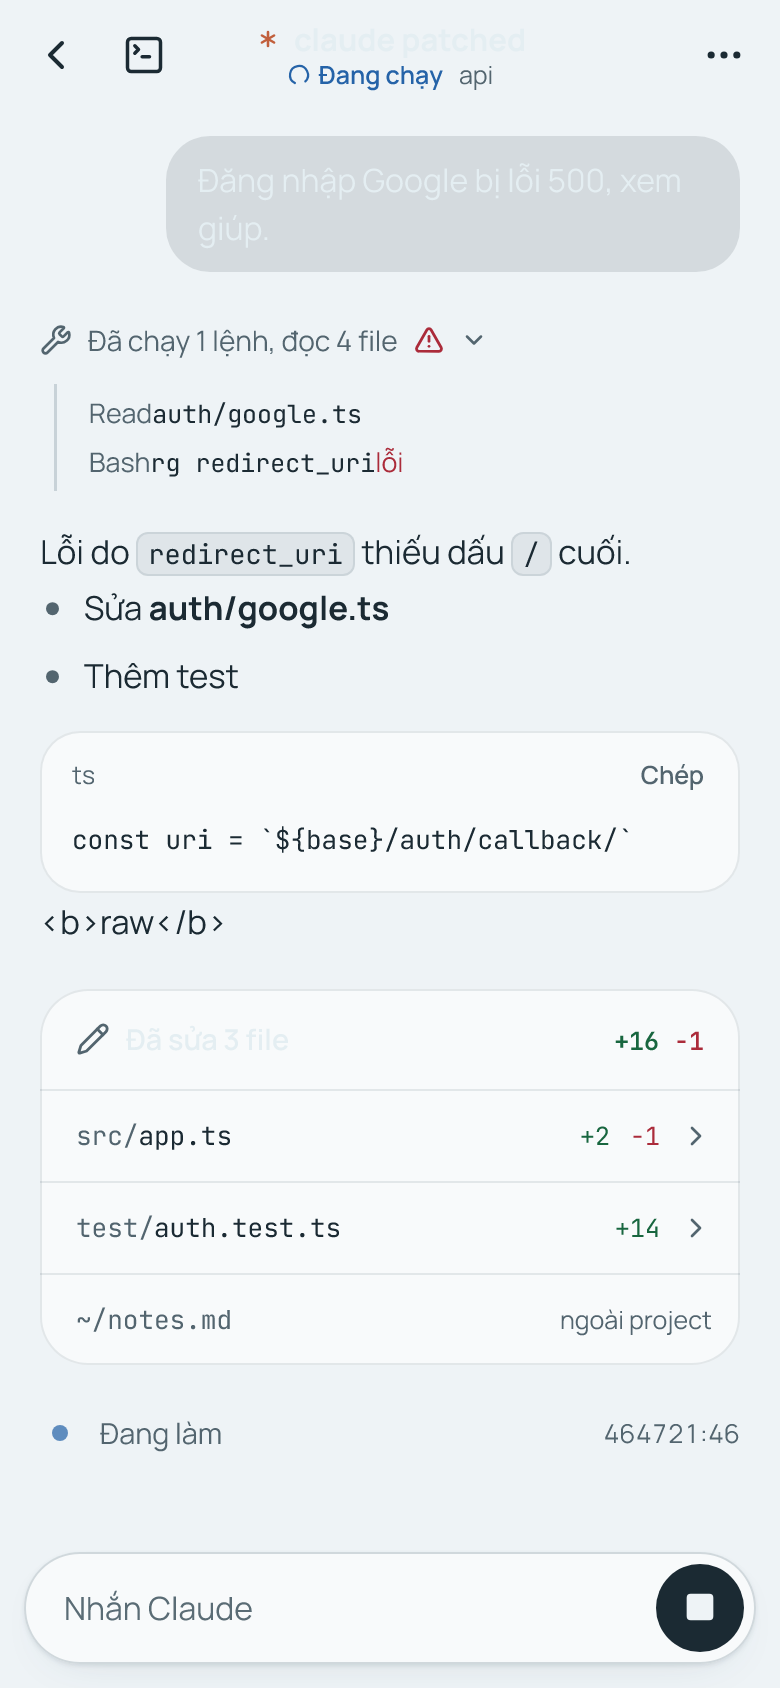 * claude patched
Đang chạy api
Đăng nhập Google bị lỗi 500, xem
giúp.
Đã chạy 1 lệnh, đọc 4 file
Readauth/google.ts
Bashrg redirect_urilỗi
Lỗi do redirect_uri thiếu dấu / cuối.
• Sửa auth/google.ts
• Thêm test
ts Chép
const uri = `${base}/auth/callback/`
<b>raw</b>
Đã sửa 3 file +16 -1
src/app.ts +2 -1
test/auth.test.ts +14
~/notes.md ngoài project
Đang làm 464721:46
Nhắn Claude